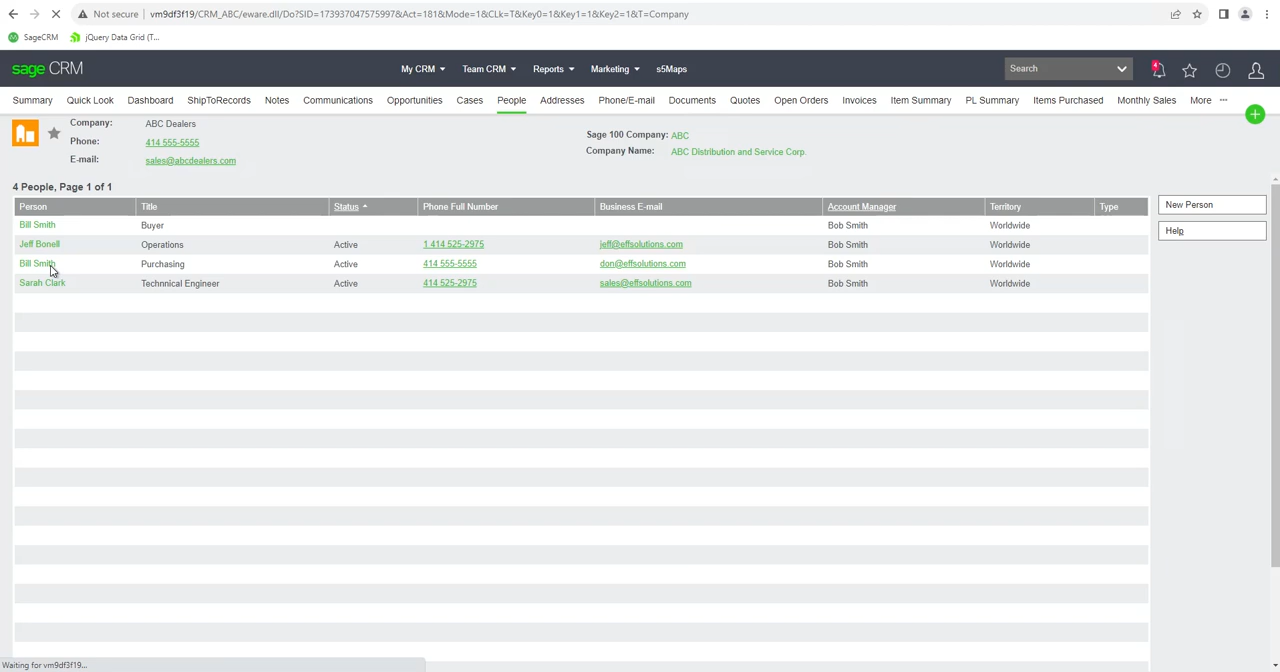 Not secure vm9df3f19/CRM_ABC/eware.dll/Do?SID=173937047575997&Act=181&Mode=1&CLk=T&Key0=1&Key1=1&Key2=1&T=Company
SageCRM jQuery Data Grid (T...
sage CRM My CRM Team CRM Reports Marketing s5Maps Search 4
Summary Quick Look Dashboard ShipToRecords Notes Communications Opportunities Cases People Addresses Phone/E-mail Documents Quotes Open Orders Invoices Item Summary PL Summary Items Purchased Monthly Sales More ...
Company: ABC Dealers
Phone: 414 555-5555
E-mail: sales@abcdealers.com
Sage 100 Company: ABC
Company Name: ABC Distribution and Service Corp.
4 People, Page 1 of 1
Person Title Status Phone Full Number Business E-mail Account Manager Territory Type
Bill Smith Buyer Bob Smith Worldwide
Jeff Bonell Operations Active 1 414 525-2975 jeff@effsolutions.com Bob Smith Worldwide
Bill Smith Purchasing Active 414 555-5555 don@effsolutions.com Bob Smith Worldwide
Sarah Clark Technnical Engineer Active 414 525-2975 sales@effsolutions.com Bob Smith Worldwide
New Person
Help
Waiting for vm9df3f19...